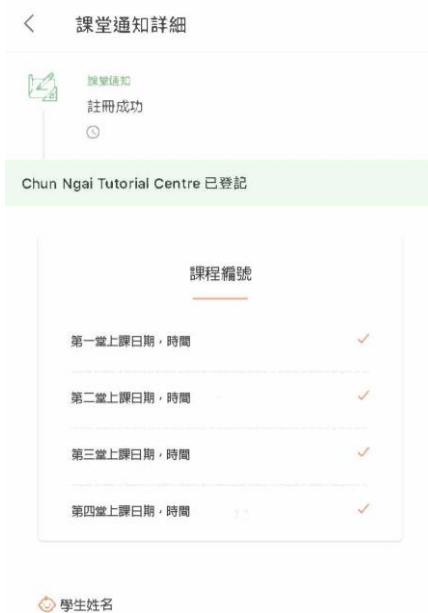 課堂通知詳細
課堂通知
註冊成功
Chun Ngai Tutorial Centre 已登記
課程編號
第一堂上課日期，時間
第二堂上課日期，時間
第三堂上課日期，時間
第四堂上課日期，時間
學生姓名